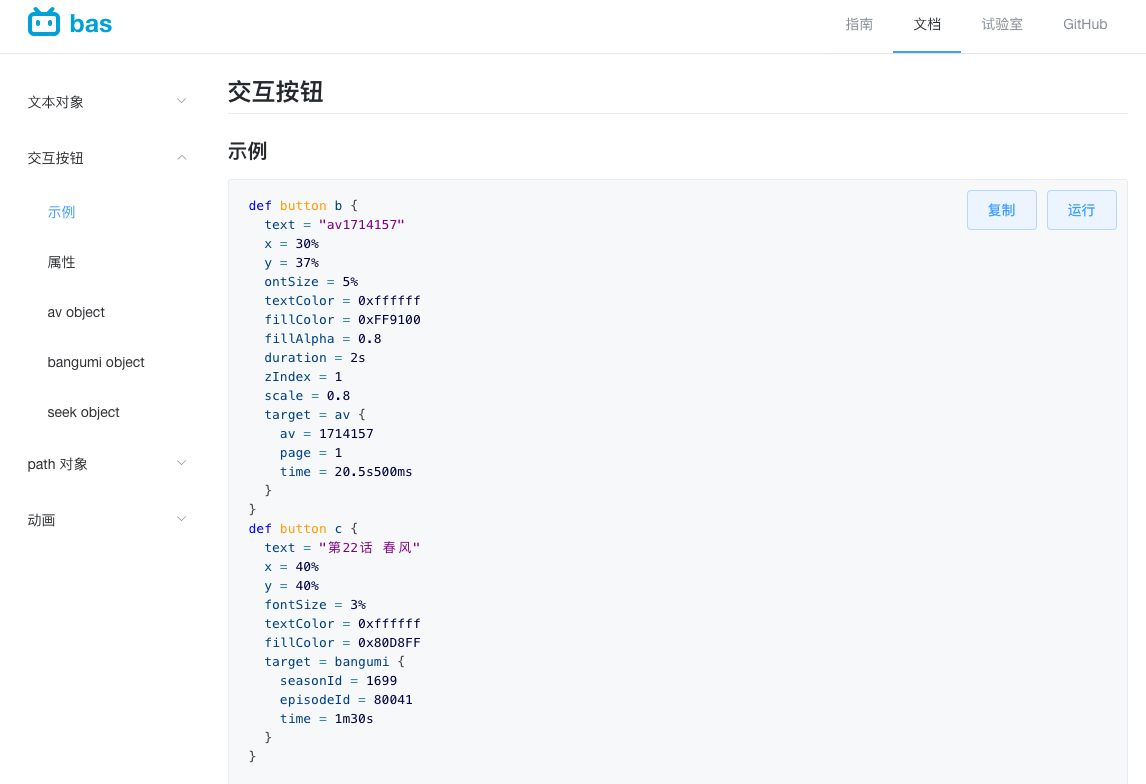 bas
指南
文档
试验室
GitHub
文本对象
交互按钮
示例
属性
av object
bangumi object
seek object
path 对象
动画
交互按钮
示例
复制
运行
def button b {
  text = "av1714157"
  x = 30%
  y = 37%
  ontSize = 5%
  textColor = 0xffffff
  fillColor = 0xFF9100
  fillAlpha = 0.8
  duration = 2s
  zIndex = 1
  scale = 0.8
  target = av {
    av = 1714157
    page = 1
    time = 20.5s500ms
  }
}
def button c {
  text = "第22话 春风"
  x = 40%
  y = 40%
  fontSize = 3%
  textColor = 0xffffff
  fillColor = 0x80D8FF
  target = bangumi {
    seasonId = 1699
    episodeId = 80041
    time = 1m30s
  }
}